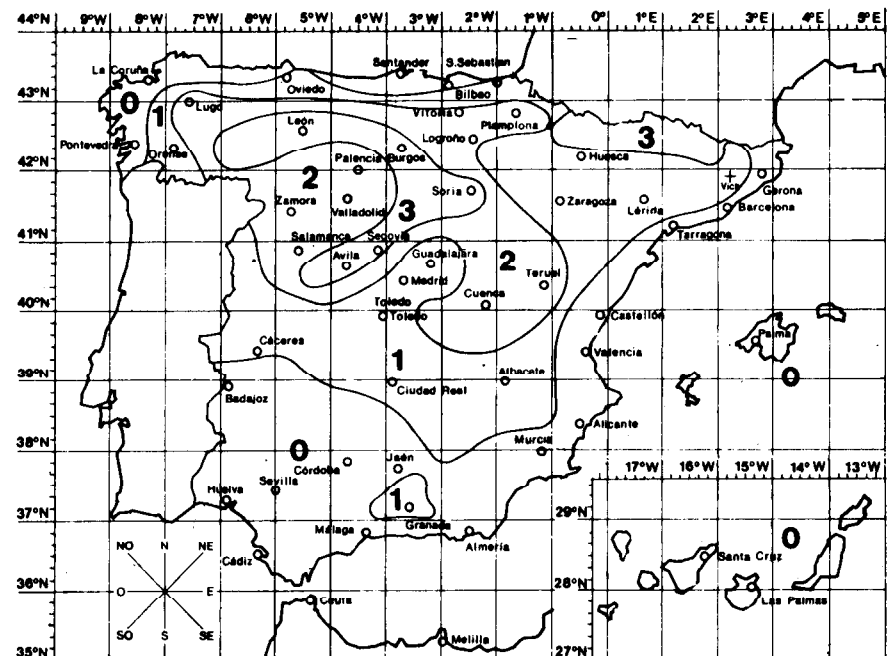 44°N 9°W 8°W 7°W 6°W 5°W 4°W 3°W 2°W 1°W 0° 1°E 2°E 3°E 4°E 5°E
La Coruña
Santander
S.Sebastian
Oviedo
Bilbao
43°N
0
1
Lugo
Vitoria
Plamplona
León
Logroño
3
Pontevedra
Orense
Palencia
Burgos
Huesca
42°N
2
Vich
Gerona
Zamora
Valladolid
Soria
3
Zaragoza
Lérida
Barcelona
Tarragona
41°N
Salamanca
Segovia
Avila
Guadalajara
2
Madrid
Teruel
Cuenca
40°N
Toledo
Toledo
Castellón
Palma
Cáceres
1
Valencia
39°N
Albacete
0
Ciudad Real
Badajoz
Alicante
38°N
0
Murcia
Córdoba
Jaén
17°W 16°W 15°W 14°W 13°W
Huelva
Sevilla
1
37°N
Granada
29°N
Málaga
0
NO N NE
Almería
Santa Cruz
Cádiz
36°N
28°N
O E
Ceuta
Las Palmas
SO S SE
Melilla
35°N
27°N